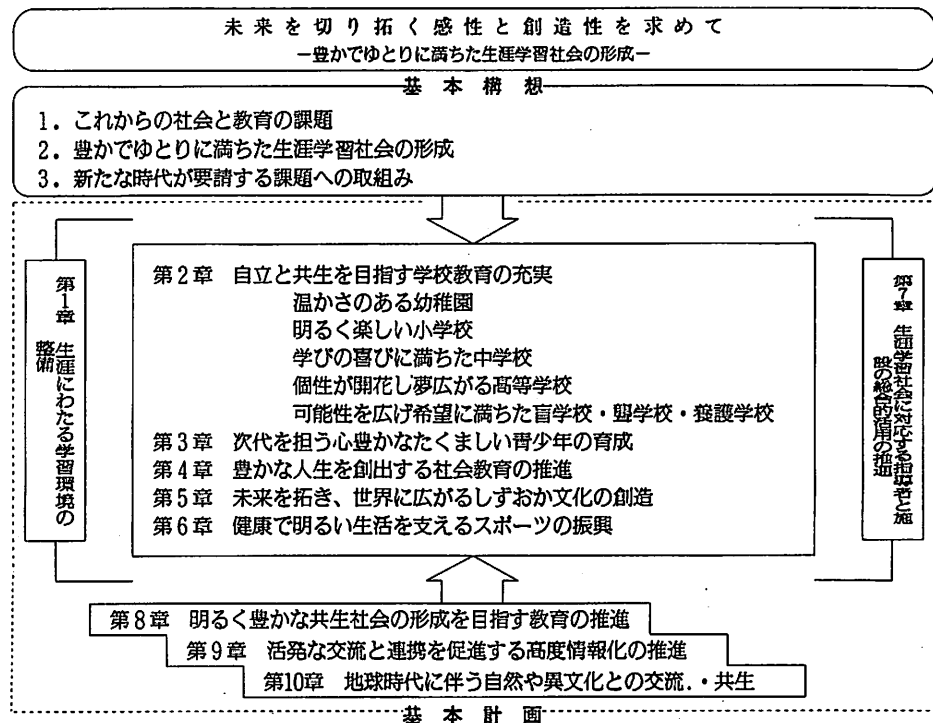 未来を切り拓く感性と創造性を求めて
－豊かでゆとりに満ちた生涯学習社会の形成－
基本構想
1．これからの社会と教育の課題
2．豊かでゆとりに満ちた生涯学習社会の形成
3．新たな時代が要請する課題への取組み
第1章 生涯にわたる学習環境の
整備
第2章 自立と共生を目指す学校教育の充実
温かさのある幼稚園
明るく楽しい小学校
学びの喜びに満ちた中学校
個性が開花し夢広がる高等学校
可能性を広げ希望に満ちた盲学校・聾学校・養護学校
第3章 次代を担う心豊かなたくましい青少年の育成
第4章 豊かな人生を創出する社会教育の推進
第5章 未来を拓き、世界に広がるしずおか文化の創造
第6章 健康で明るい生活を支えるスポーツの振興
第7章 生涯学習社会に対応する指導者と施
設の総合的活用の推進
第8章 明るく豊かな共生社会の形成を目指す教育の推進
第9章 活発な交流と連携を促進する高度情報化の推進
第10章 地球時代に伴う自然や異文化との交流．・共生
基本計画